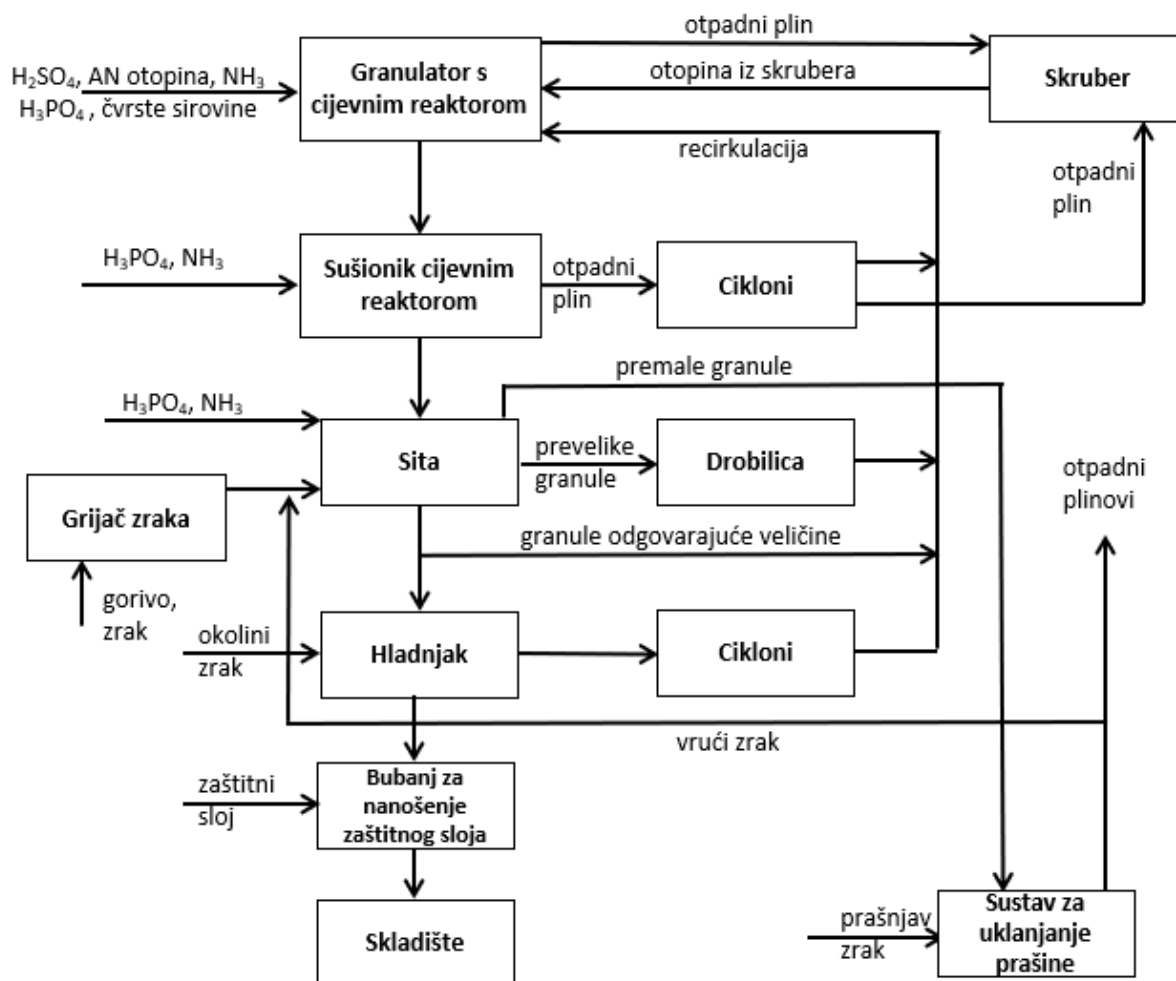 otpadni plin
H₂SO₄, AN otopina, NH₃
H₃PO₄ , čvrste sirovine
Granulator s
cijevnim reaktorom
otopina iz skrubera
Skruber
recirkulacija
otpadni
plin
H₃PO₄, NH₃
Sušionik cijevnim
reaktorom
otpadni
plin
Cikloni
premale granule
H₃PO₄, NH₃
Sita
prevelike
granule
Drobilica
otpadni
plinovi
Grijač zraka
granule odgovarajuće veličine
gorivo,
zrak
okolini
zrak
Hladnjak
Cikloni
vrući zrak
zaštitni
sloj
Bubanj za
nanošenje
zaštitnog sloja
Skladište
prašnjav
zrak
Sustav za
uklanjanje
prašine